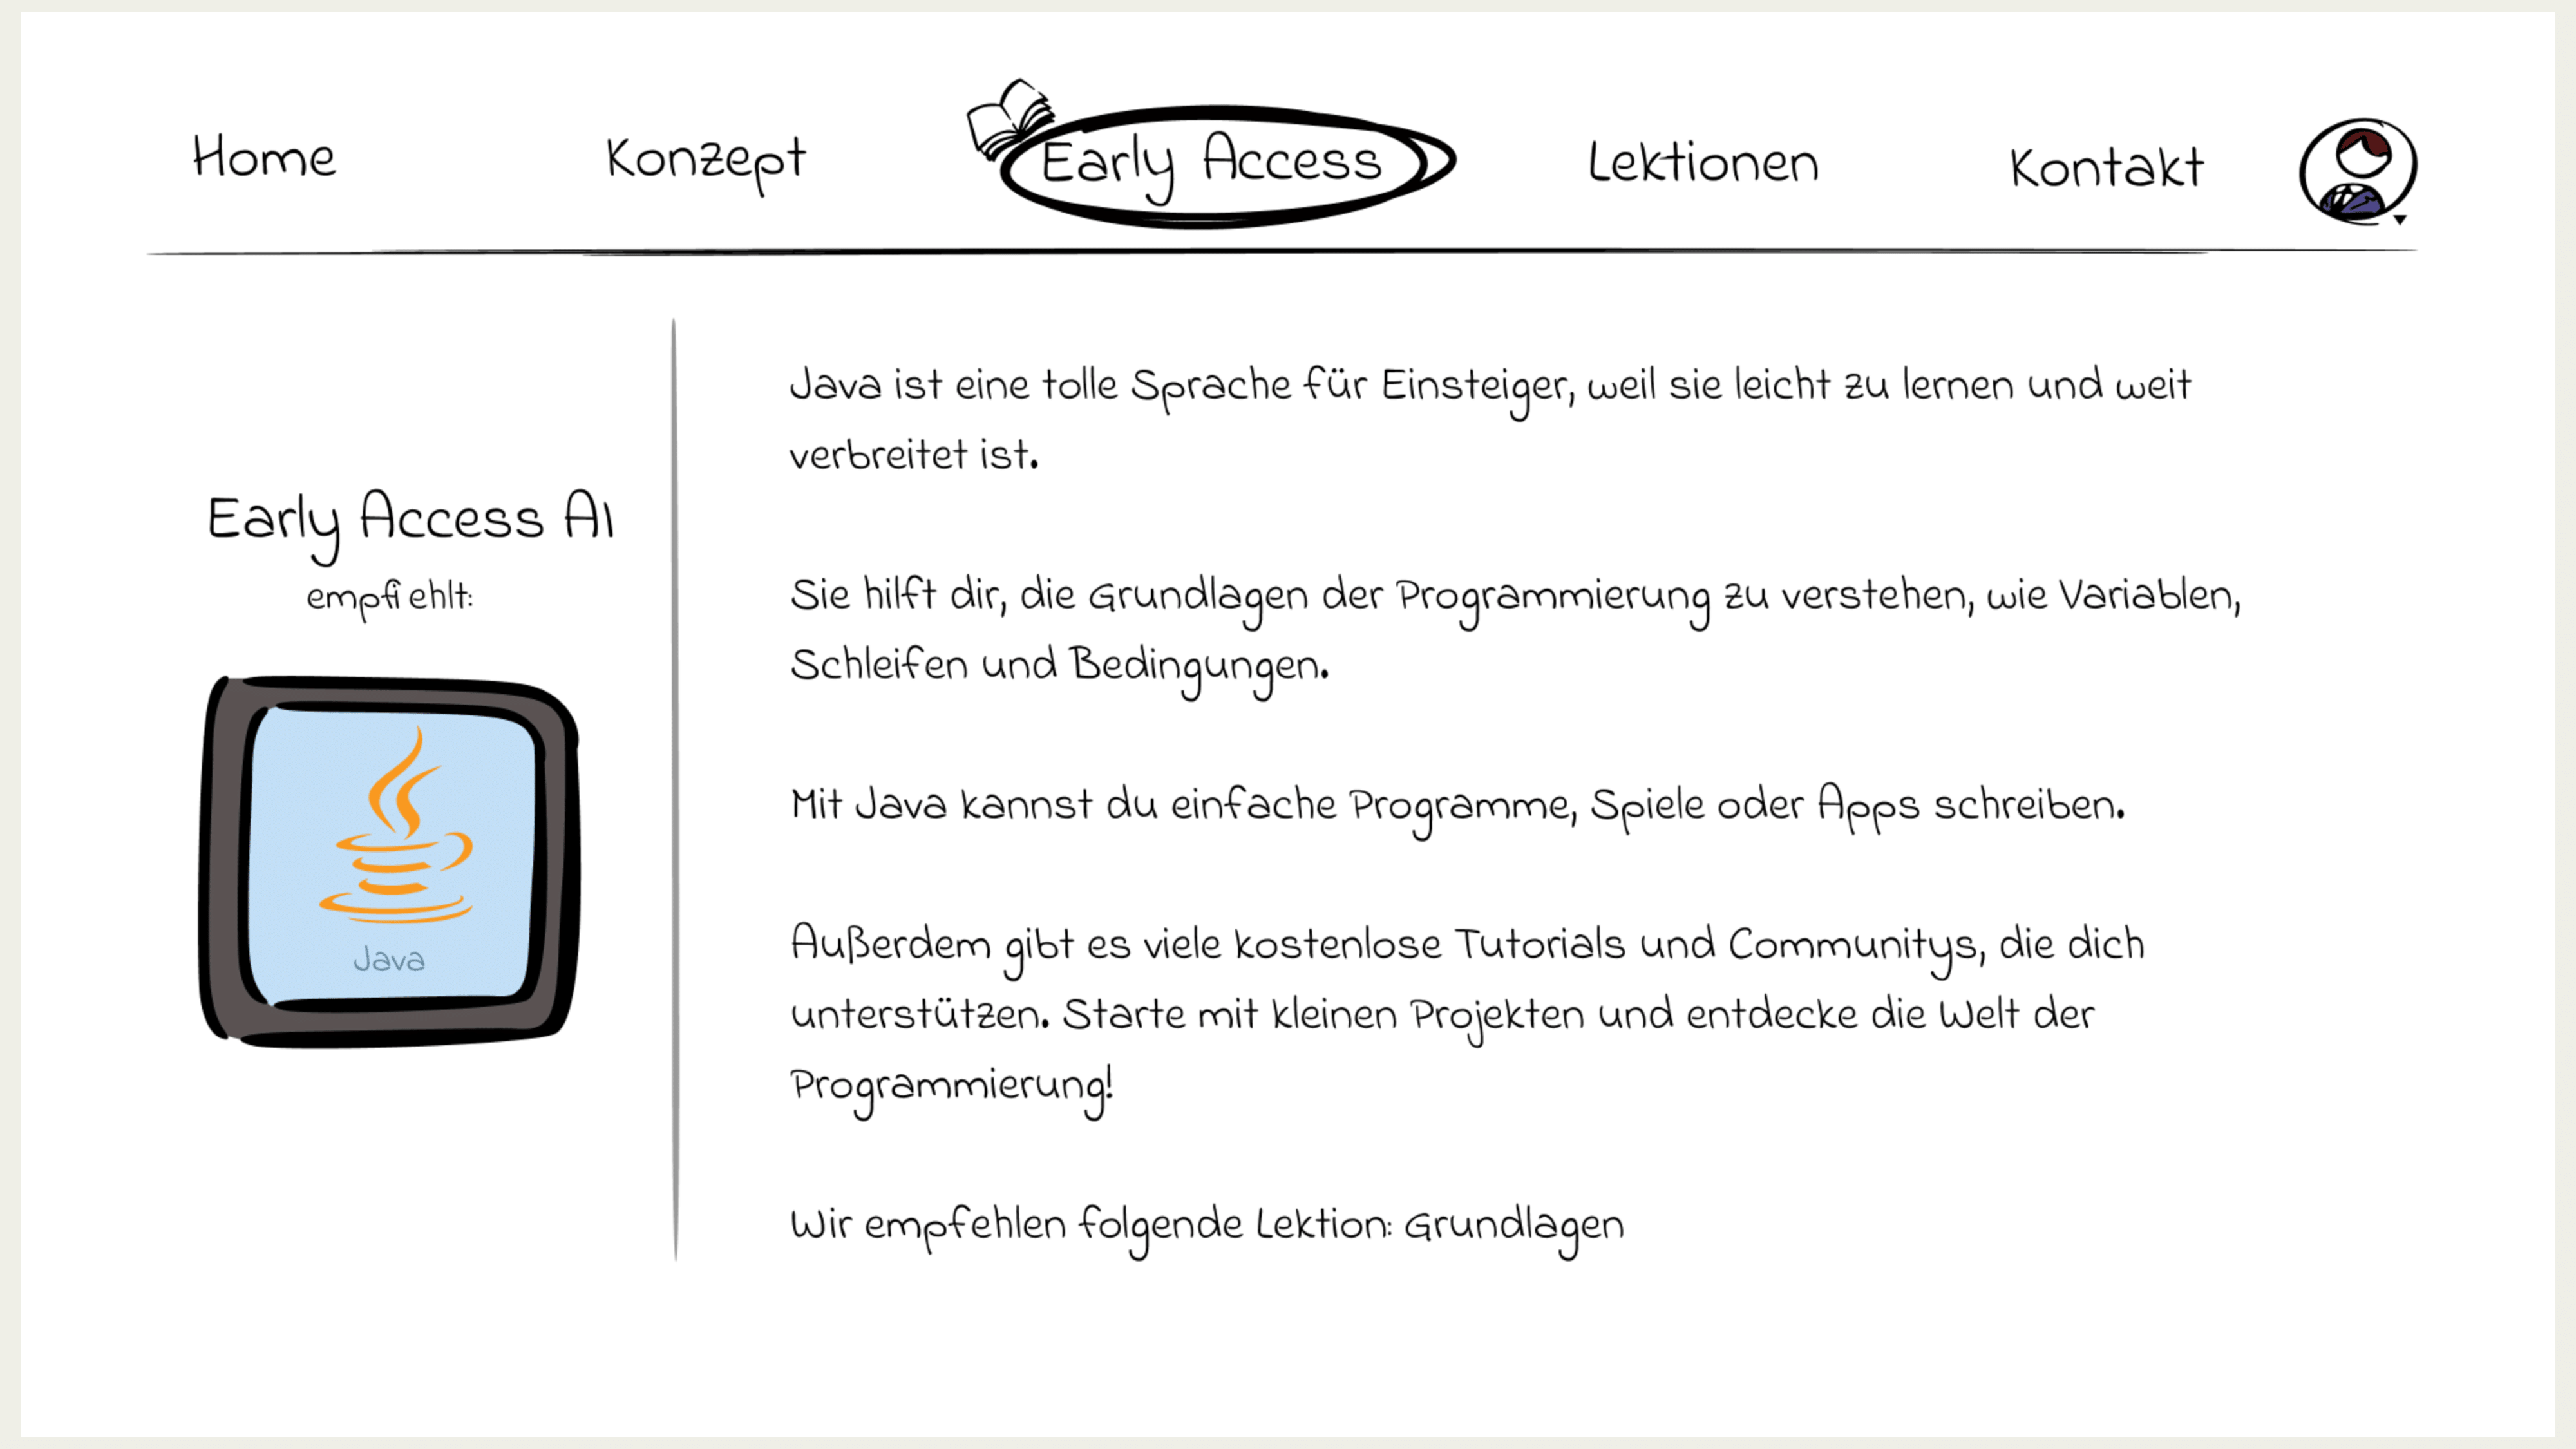 Home
Konzept
Early Access
Lektionen
Kontakt
Early Access AI
empfiehlt:
Java
Java ist eine tolle Sprache für Einsteiger, weil sie leicht zu lernen und weit
verbreitet ist.
Sie hilft dir, die Grundlagen der Programmierung zu verstehen, wie Variablen,
Schleifen und Bedingungen.
Mit Java kannst du einfache Programme, Spiele oder Apps schreiben.
Außerdem gibt es viele kostenlose Tutorials und Communitys, die dich
unterstützen. Starte mit kleinen Projekten und entdecke die Welt der
Programmierung!
Wir empfehlen folgende Lektion: Grundlagen